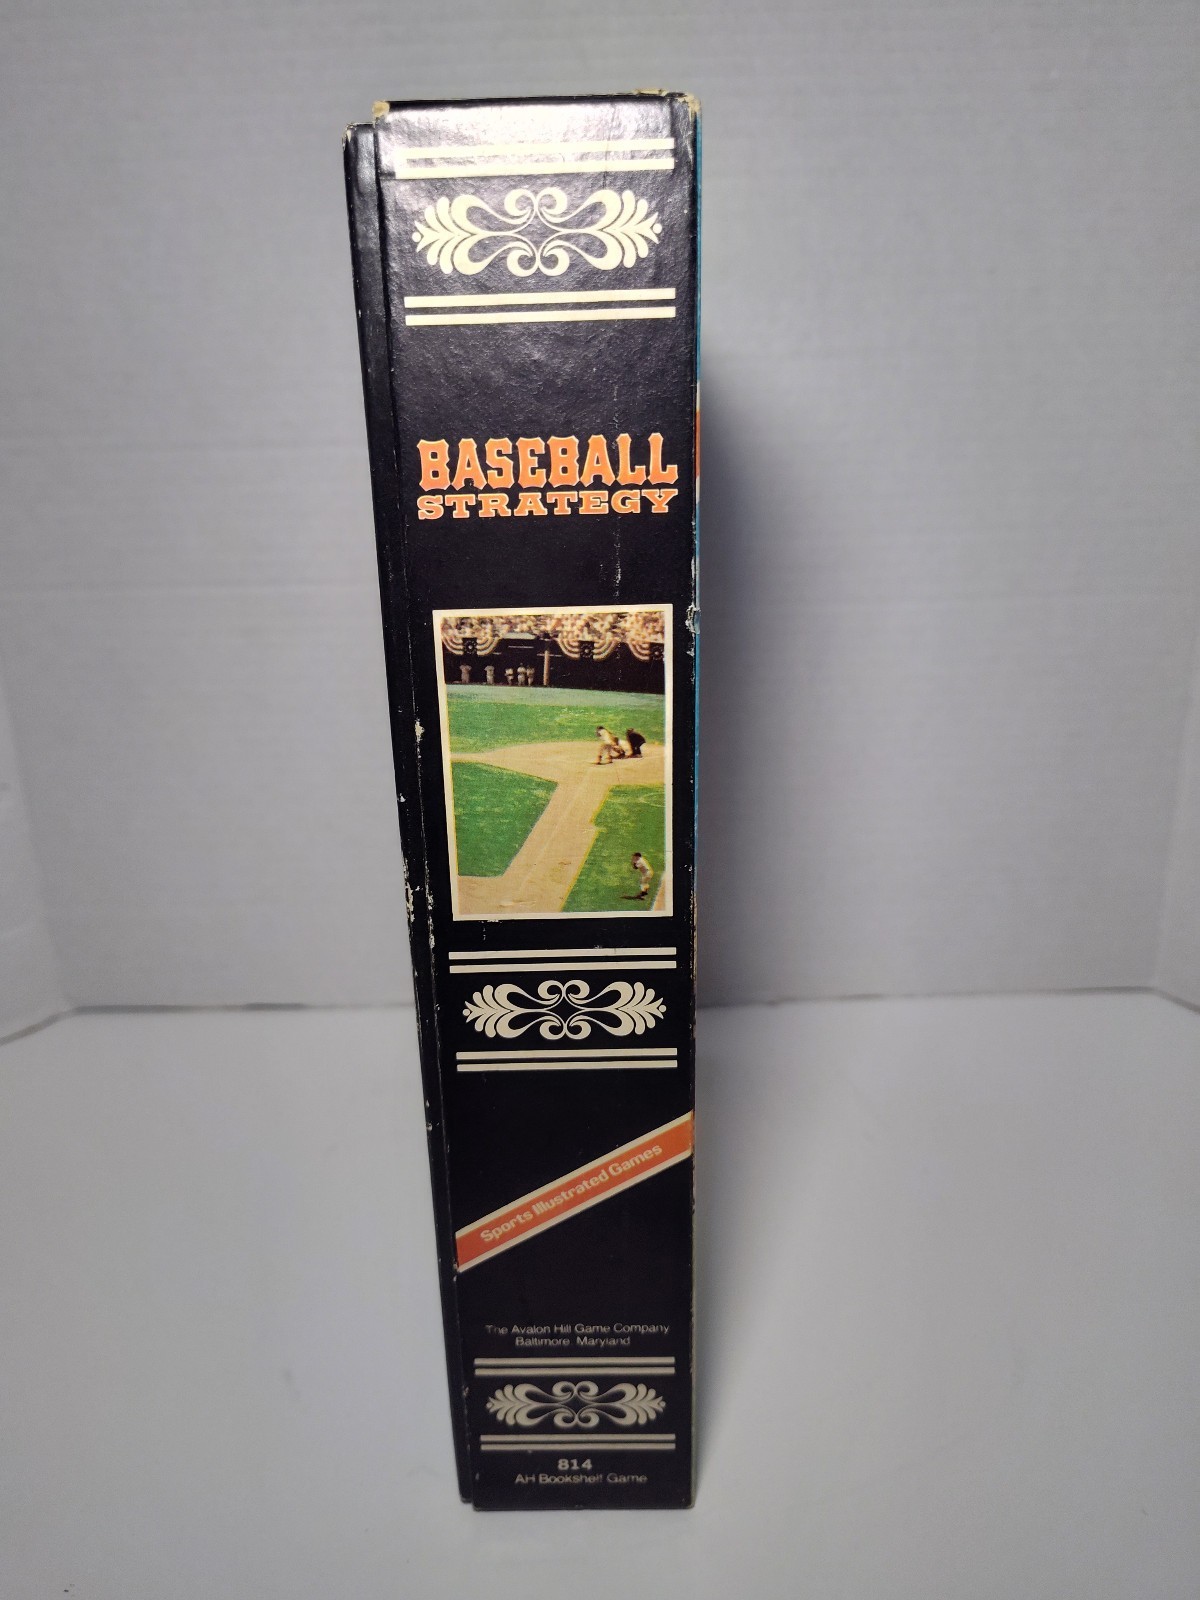 BASEBALL
STRATEGY
Sports Illustrated Games
The Avalon Hill Game Company
Baltimore, Maryland
814
AH Bookshelf Game